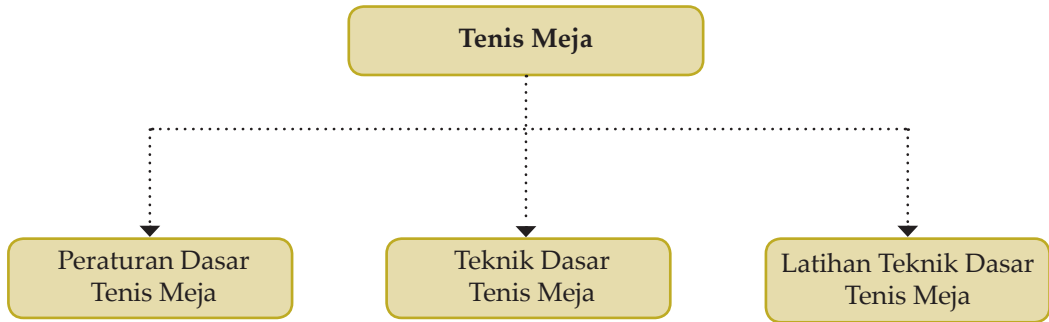 Tenis Meja
Peraturan Dasar
Tenis Meja
Teknik Dasar
Tenis Meja
Latihan Teknik Dasar
Tenis Meja